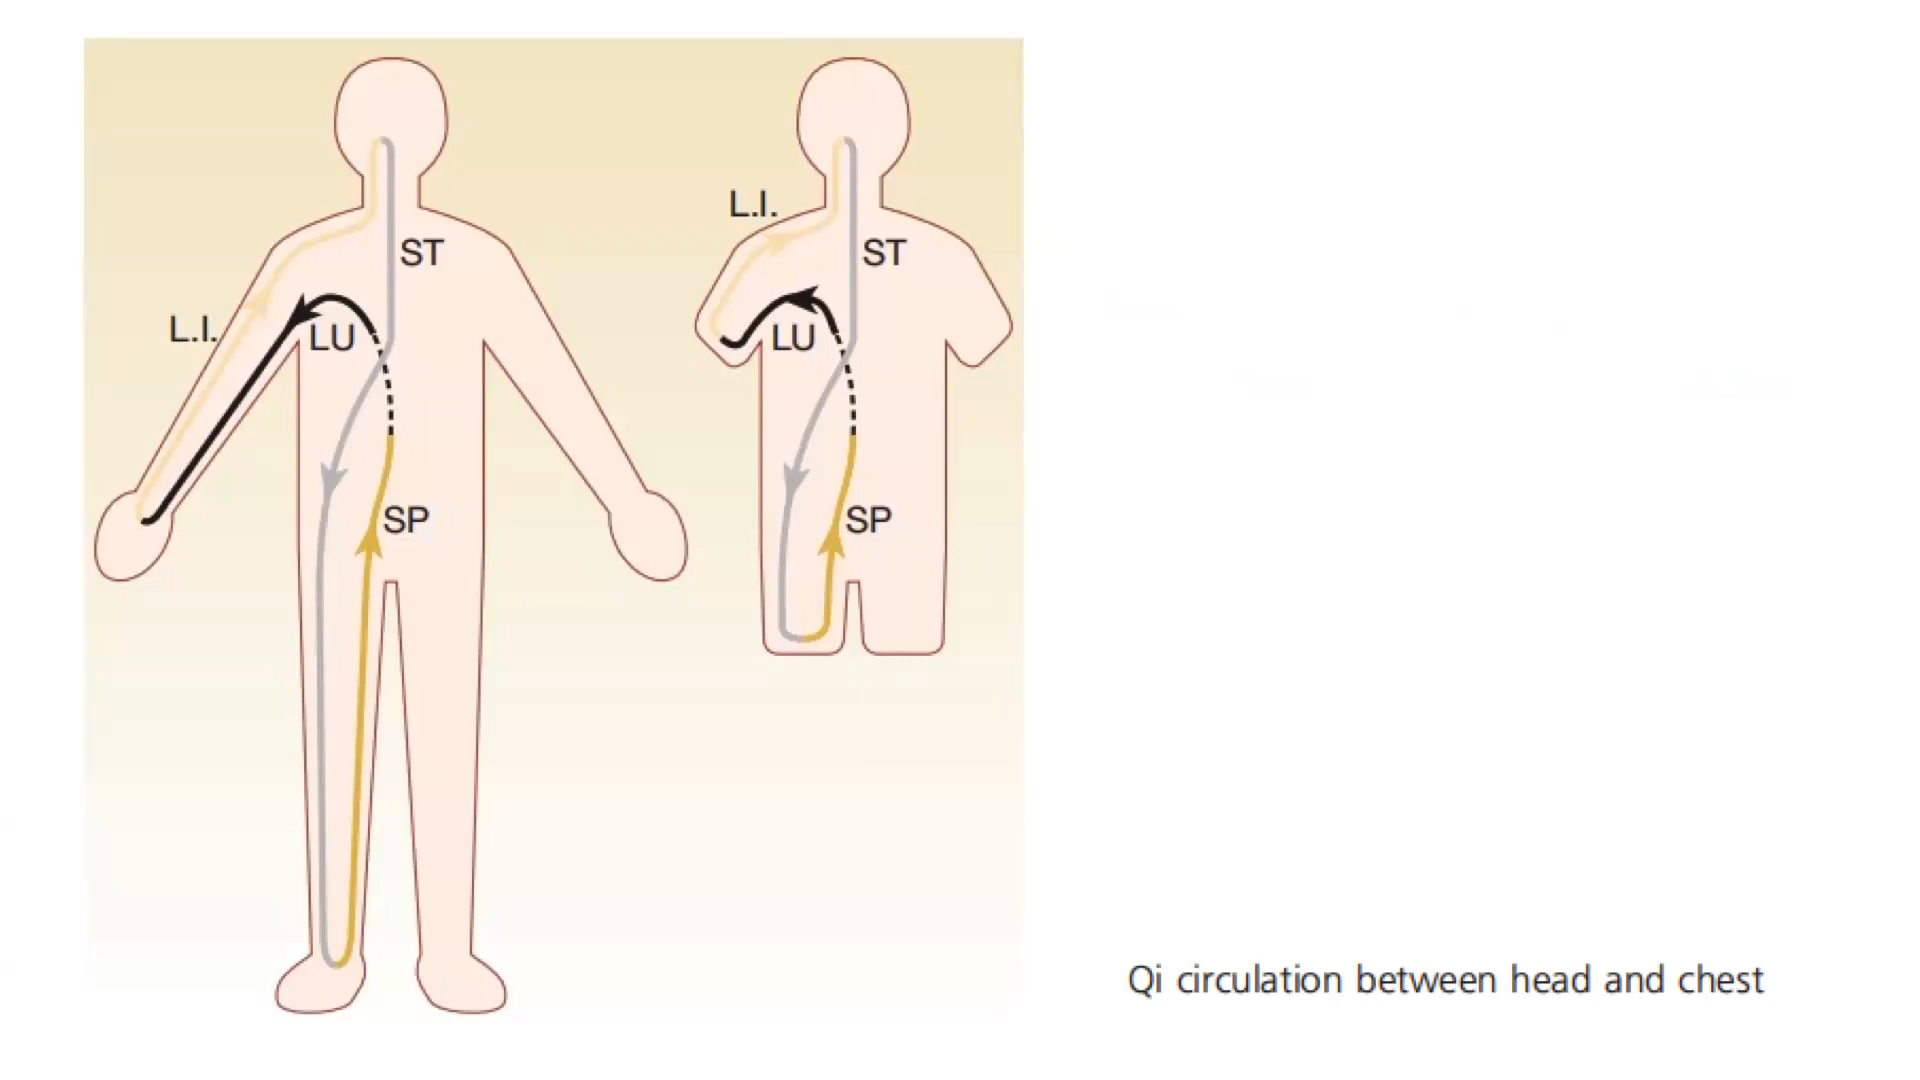 L.I.
ST
LU
SP
L.I.
ST
LU
SP
Qi circulation between head and chest